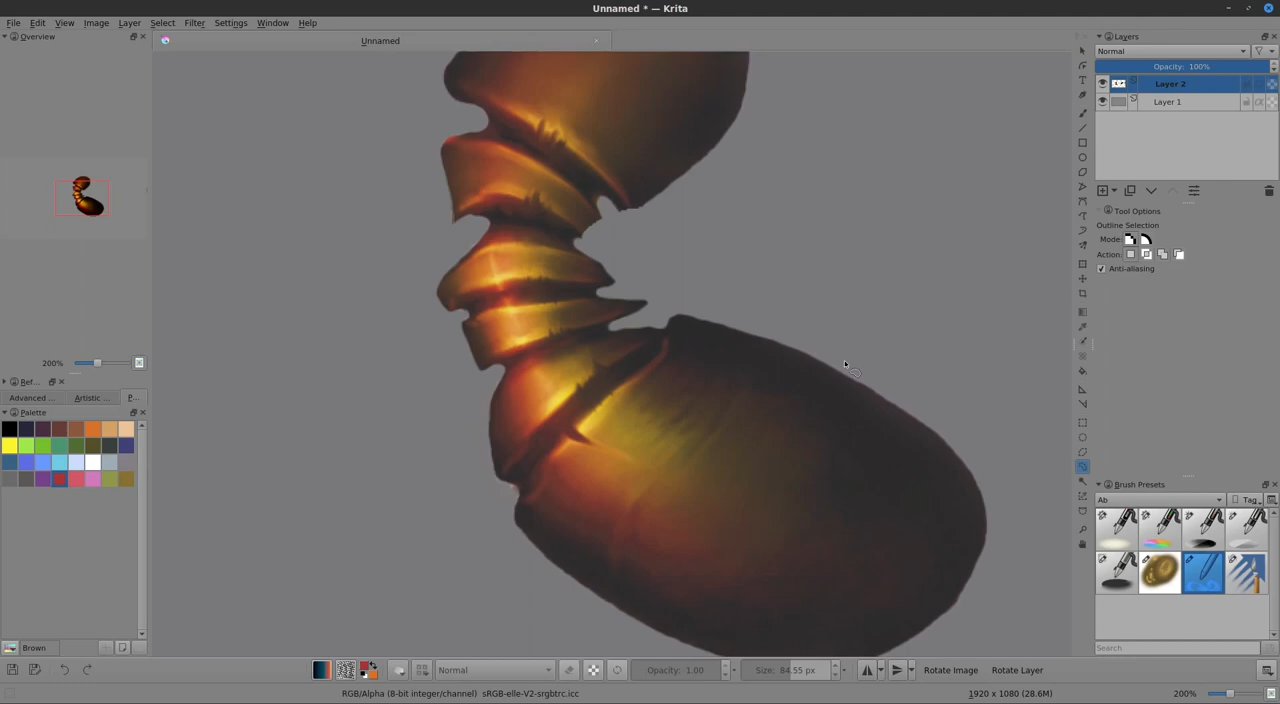 Unnamed * — Krita
File Edit View Image Layer Select Filter Settings Window Help
Overview
Unnamed
Layers
Normal
Opacity: 100%
Layer 2
Layer 1
Tool Options
Outline Selection
Mode:
Action:
Anti-aliasing
200%
Ref...
Advanced ... Artistic ... P...
Palette
Brush Presets
Ab
Tag
Search
Brown
Normal
Opacity: 1.00
Size: 84.55 px
Rotate Image
Rotate Layer
RGB/Alpha (8-bit integer/channel) sRGB-elle-V2-srgbtrc.icc
1920 x 1080 (28.6M)
200%